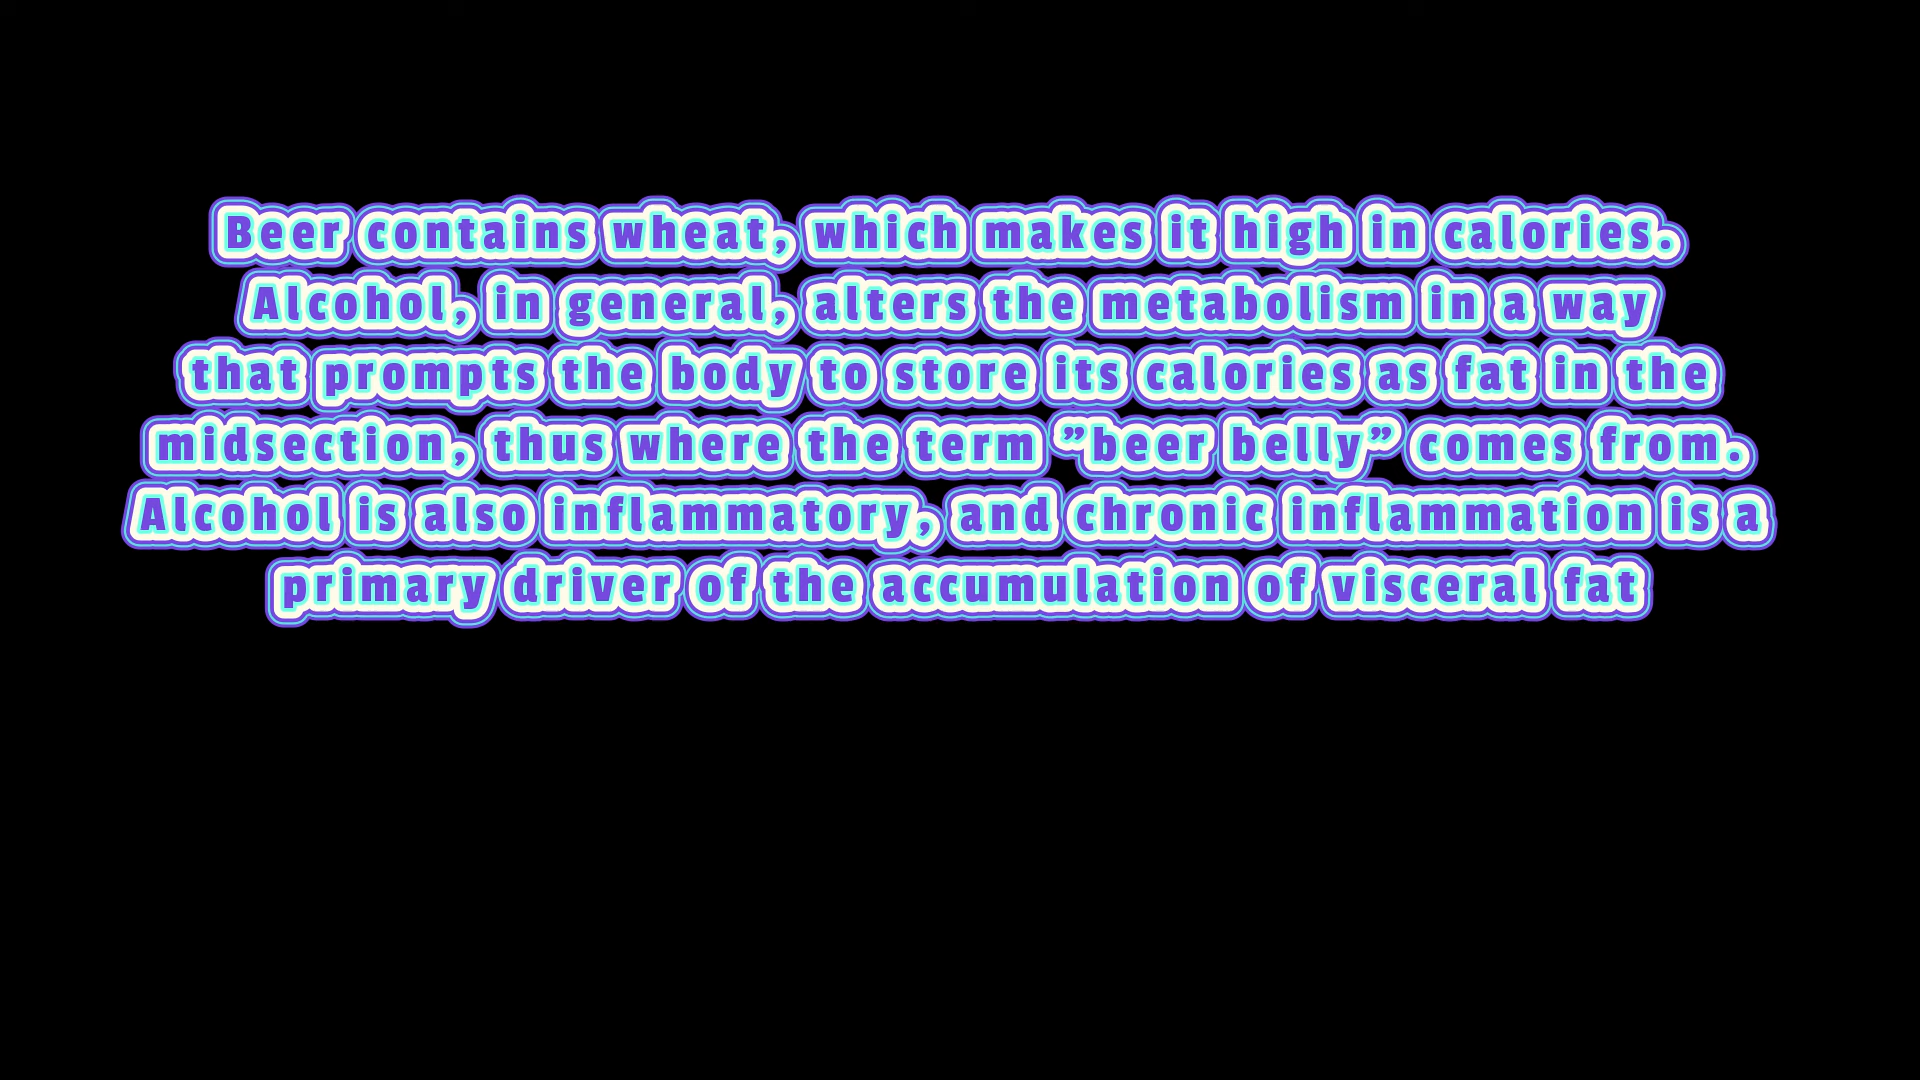 Beer contains wheat, which makes it high in calories.
Alcohol, in general, alters the metabolism in a way
that prompts the body to store its calories as fat in the
midsection, thus where the term ”beer belly” comes from.
Alcohol is also inflammatory, and chronic inflammation is a
primary driver of the accumulation of visceral fat